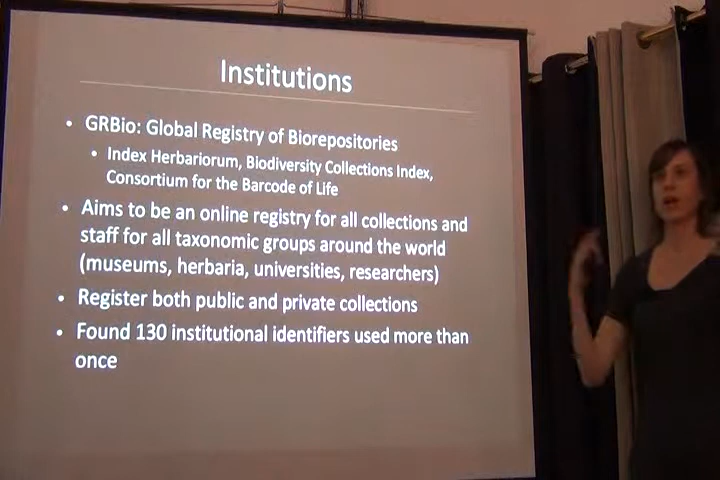 Institutions
• GRBio: Global Registry of Biorepositories
• Index Herbariorum, Biodiversity Collections Index,
Consortium for the Barcode of Life
• Aims to be an online registry for all collections and
staff for all taxonomic groups around the world
(museums, herbaria, universities, researchers)
• Register both public and private collections
• Found 130 institutional identifiers used more than
once